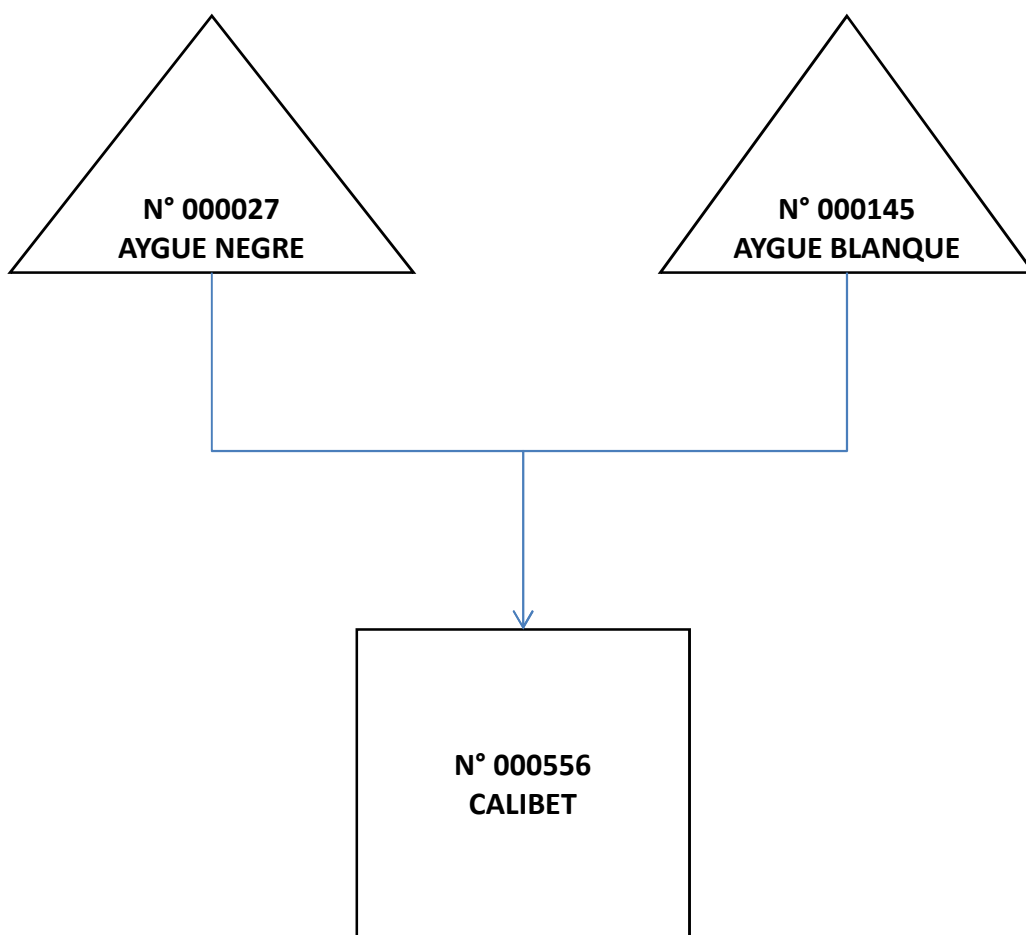 N° 000027
AYGUE NEGRE
N° 000145
AYGUE BLANQUE
N° 000556
CALIBET